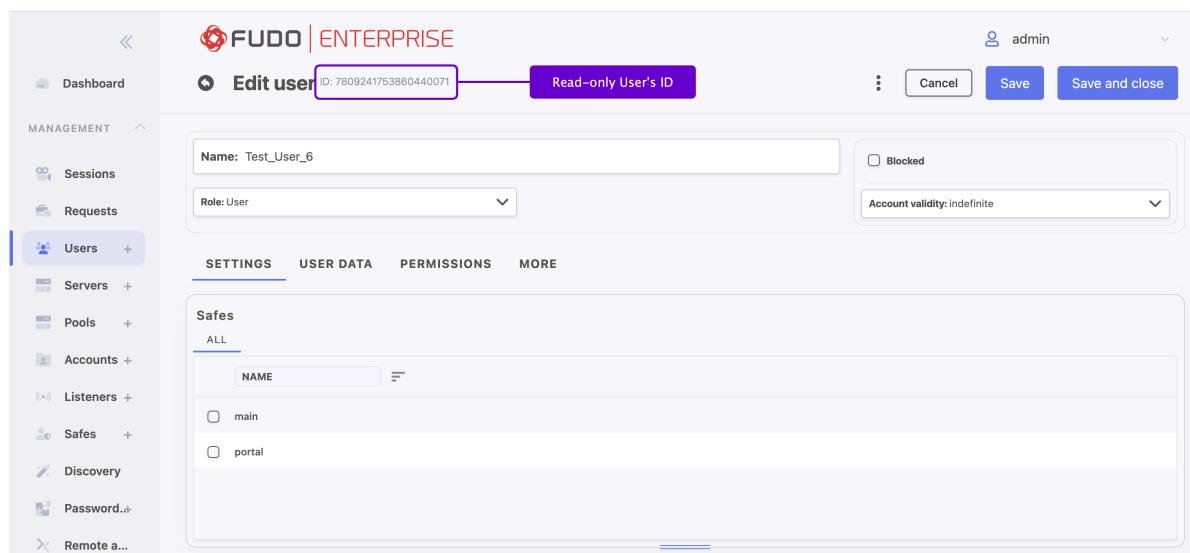 FUDO ENTERPRISE
admin
Dashboard
Edit user ID: 7809241753860440071
Read-only User's ID
Cancel
Save
Save and close
MANAGEMENT
Sessions
Requests
Users +
Servers +
Pools +
Accounts +
Listeners +
Safes +
Discovery
Password..+
Remote a...
Name: Test_User_6
Blocked
Role: User
Account validity: indefinite
SETTINGS USER DATA PERMISSIONS MORE
Safes
ALL
NAME
main
portal